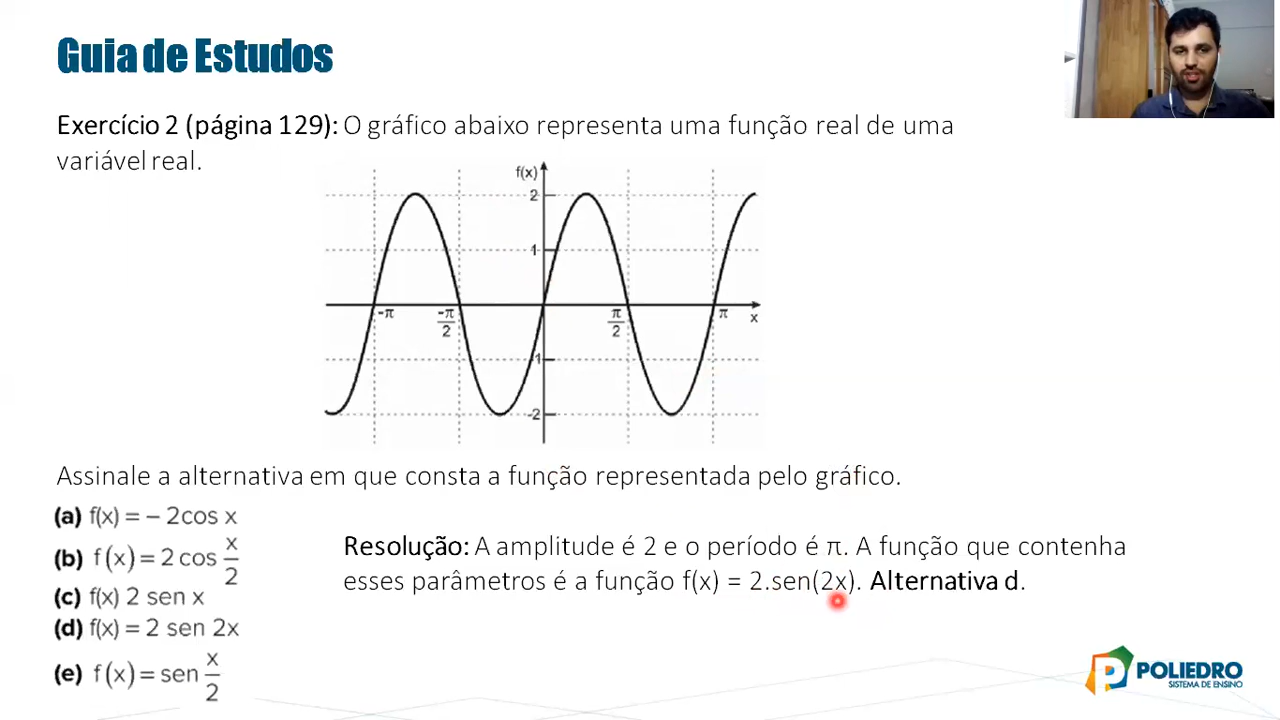 Guia de Estudos
Exercício 2 (página 129): O gráfico abaixo representa uma função real de uma
variável real.
f(x)
2
1
-π
-π
2
π
2
π
x
-1
-2
Assinale a alternativa em que consta a função representada pelo gráfico.
(a) f(x) = – 2cos x
(b) f(x) = 2 cos x/2
(c) f(x) 2 sen x
(d) f(x) = 2 sen 2x
(e) f(x) = sen x/2
Resolução: A amplitude é 2 e o período é π. A função que contenha
esses parâmetros é a função f(x) = 2.sen(2x). Alternativa d.
POLIEDRO
SISTEMA DE ENSINO